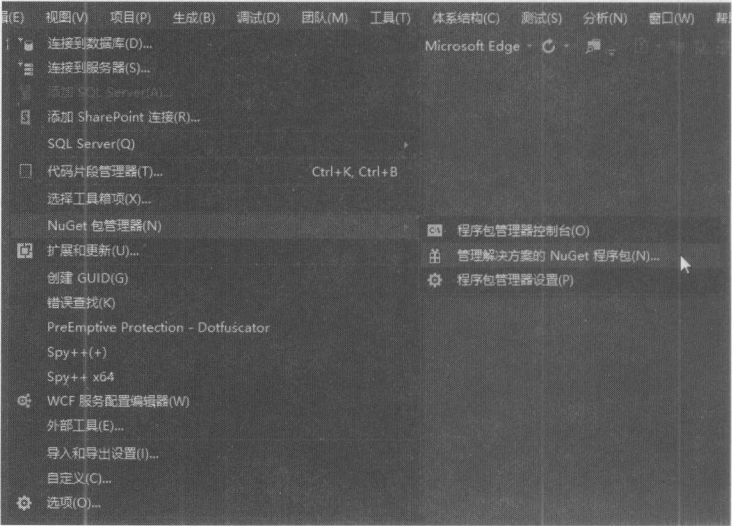 辑(E) 视图(V) 项目(P) 生成(B) 调试(D) 团队(M) 工具(T) 体系结构(C) 测试(S) 分析(N) 窗口(W) 帮
连接到数据库(D)...
Microsoft Edge
连接到服务器(S)...
添加 SQL Server(A)...
添加 SharePoint 连接(R)...
SQL Server(Q)
代码片段管理器(T)... Ctrl+K, Ctrl+B
选择工具箱项(X)...
NuGet 包管理器(N)
程序包管理器控制台(O)
扩展和更新(U)...
管理解决方案的 NuGet 程序包(N)...
创建 GUID(G)
程序包管理器设置(P)
错误查找(K)
PreEmptive Protection - Dotfuscator
Spy++(+)
Spy++ x64
WCF 服务配置编辑器(W)
外部工具(E)...
导入和导出设置(I)...
自定义(C)...
选项(O)...